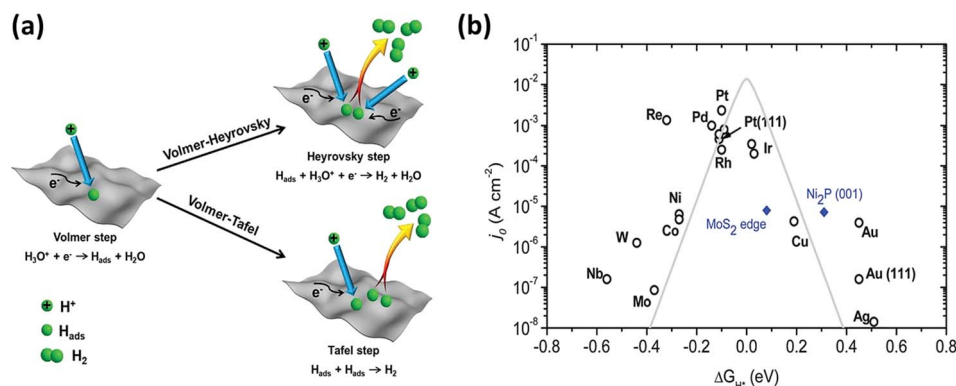 (a)
H⁺
e⁻
Volmer step
H₃O⁺ + e⁻ → H_ads + H₂O
Volmer-Heyrovsky
Volmer-Tafel
H⁺
H⁺
e⁻
e⁻
Heyrovsky step
H_ads + H₃O⁺ + e⁻ → H₂ + H₂O
H⁺
e⁻
Tafel step
H_ads + H_ads → H₂
H⁺
H_ads
H₂
(b)
j₀ (A cm⁻²)
10⁻¹
10⁻²
10⁻³
10⁻⁴
10⁻⁵
10⁻⁶
10⁻⁷
10⁻⁸
Pt
Re
Pd
Pt(111)
Rh
Ir
Ni
Co
W
Nb
Mo
MoS₂ edge
Ni₂P (001)
Cu
Au
Au (111)
Ag
-0.8 -0.6 -0.4 -0.2 0.0 0.2 0.4 0.6 0.8
ΔG_H* (eV)